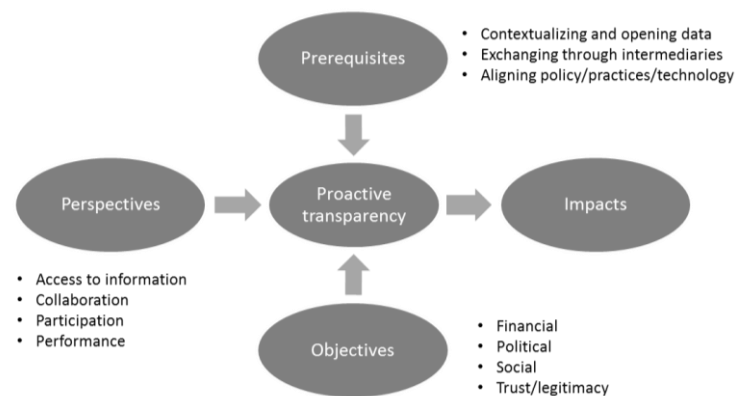 Prerequisites
• Contextualizing and opening data
• Exchanging through intermediaries
• Aligning policy/practices/technology
Perspectives
Proactive
transparency
Impacts
• Access to information
• Collaboration
• Participation
• Performance
Objectives
• Financial
• Political
• Social
• Trust/legitimacy